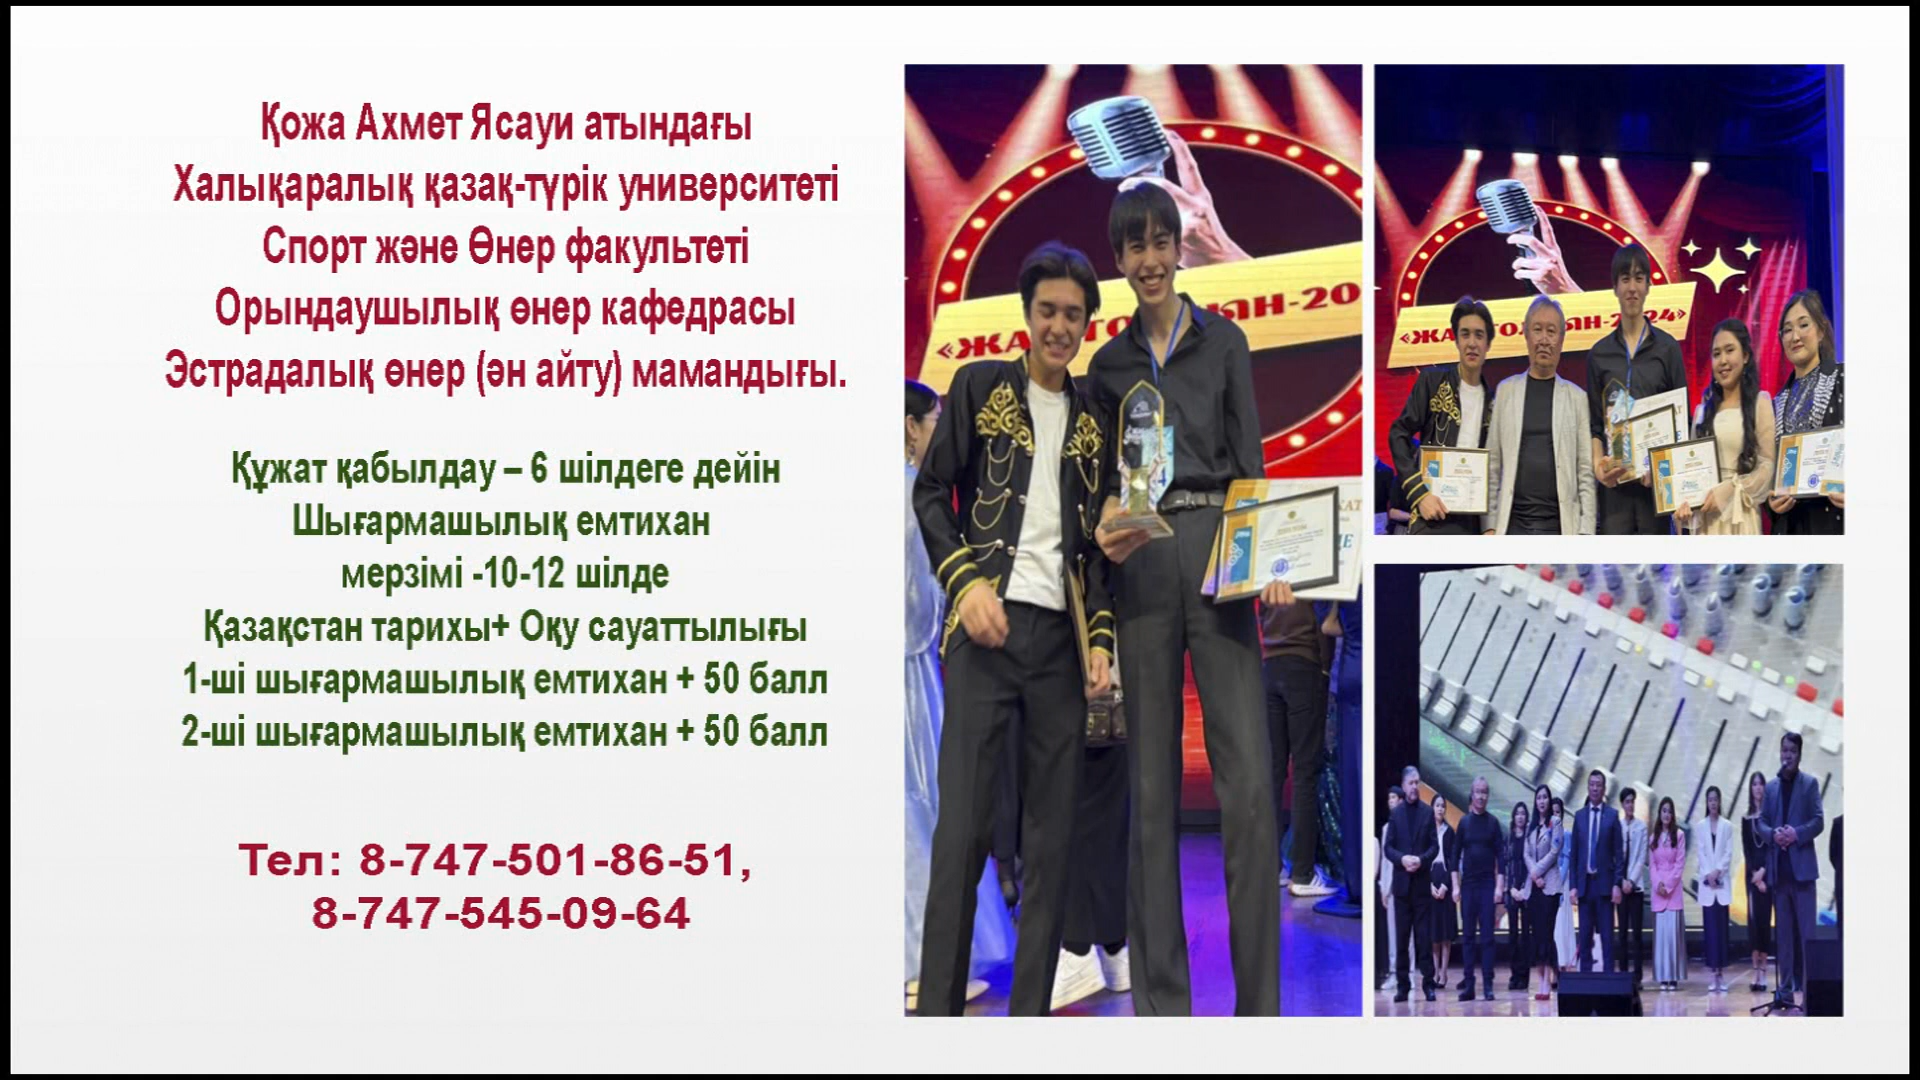 Қожа Ахмет Ясауи атындағы
Халықаралық қазақ-түрік университеті
Спорт және Өнер факультеті
Орындаушылық өнер кафедрасы
Эстрадалық өнер (ән айту) мамандығы.
Құжат қабылдау – 6 шілдеге дейін
Шығармашылық емтихан
мерзімі -10-12 шілде
Қазақстан тарихы+ Оқу сауаттылығы
1-ші шығармашылық емтихан + 50 балл
2-ші шығармашылық емтихан + 50 балл
Тел: 8-747-501-86-51,
8-747-545-09-64